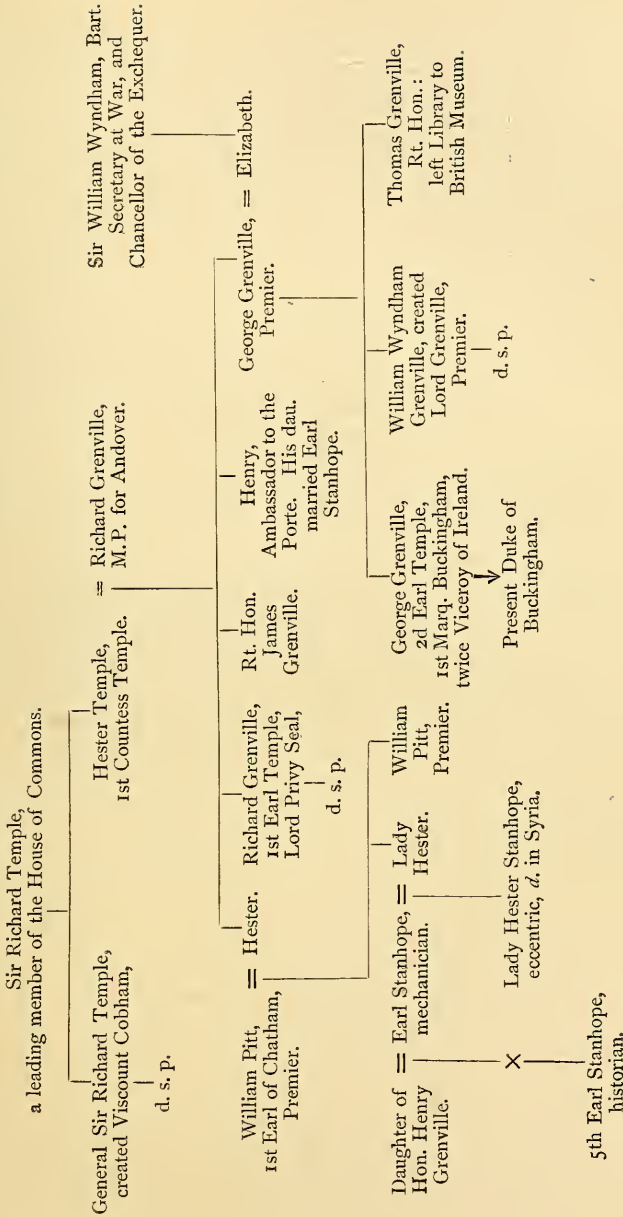 Sir Richard Temple,
a leading member of the House of Commons.
General Sir Richard Temple,
created Viscount Cobham,
d. s. p.
Hester Temple,
1st Countess Temple.
= Richard Grenville,
M.P. for Andover.
Sir William Wyndham, Bart.
Secretary at War, and
Chancellor of the Exchequer.
William Pitt,
1st Earl of Chatham,
Premier.
= Hester.
Richard Grenville,
1st Earl Temple,
Lord Privy Seal,
d. s. p.
Rt. Hon.
James
Grenville.
Henry,
Ambassador to the
Porte. His dau.
married Earl
Stanhope.
George Grenville,
Premier.
= Elizabeth.
Daughter of
Hon. Henry
Grenville.
= Earl Stanhope,
mechanician.
= Lady
Hester.
William
Pitt,
Premier.
George Grenville,
2d Earl Temple,
1st Marq. Buckingham,
twice Viceroy of Ireland.
William Wyndham
Grenville, created
Lord Grenville,
Premier.
d. s. p.
Thomas Grenville,
Rt. Hon.:
left Library to
British Museum.
×
Lady Hester Stanhope,
eccentric, d. in Syria.
Present Duke of
Buckingham.
5th Earl Stanhope,
historian.